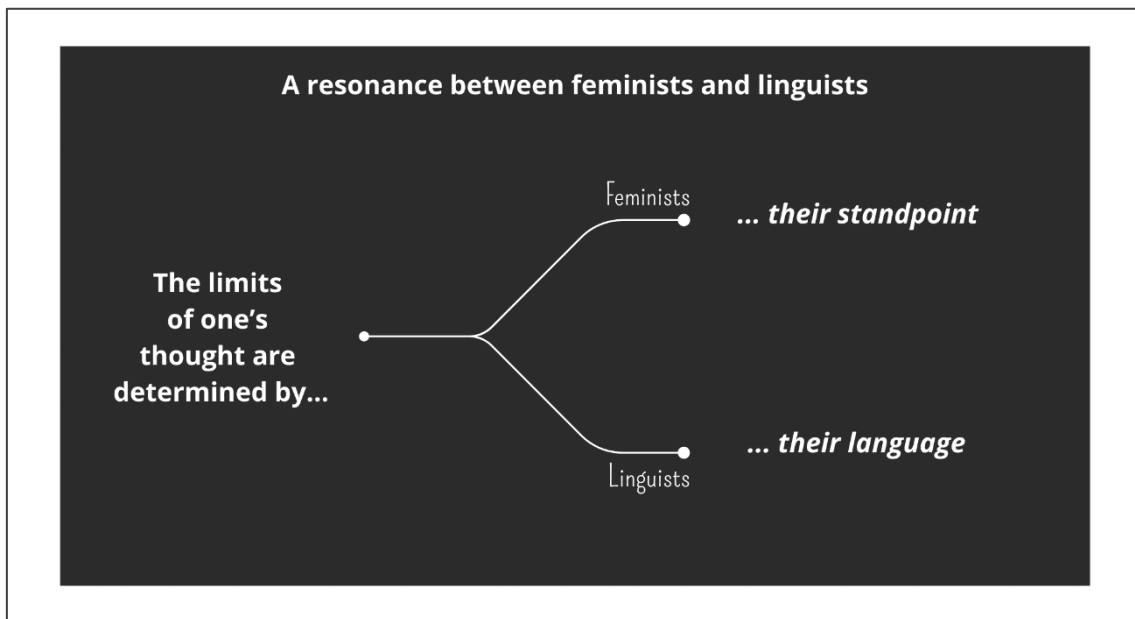 A resonance between feminists and linguists
Feminists
... their standpoint
The limits
of one’s
thought are
determined by...
... their language
Linguists